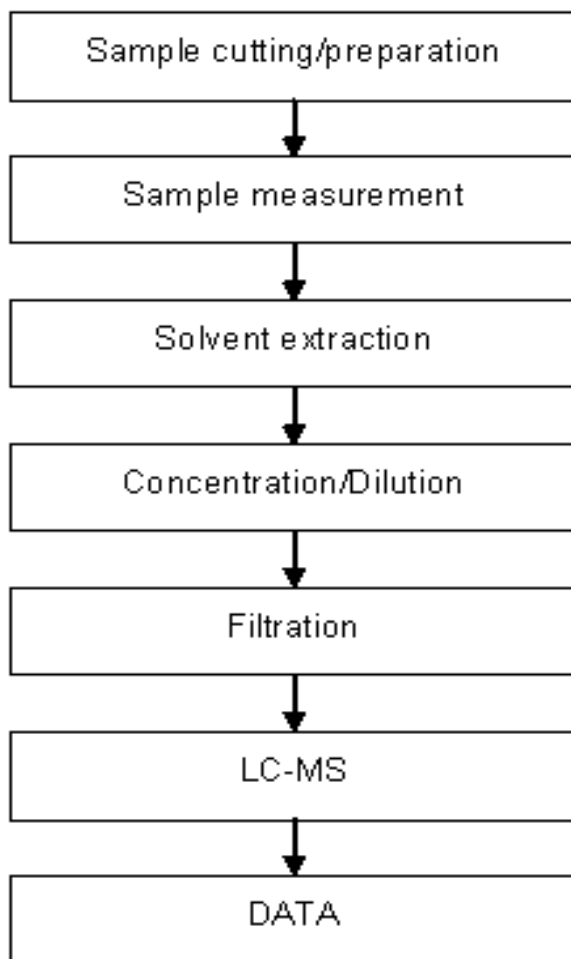 Sample cutting/preparation
Sample measurement
Solvent extraction
Concentration/Dilution
Filtration
LC-MS
DATA